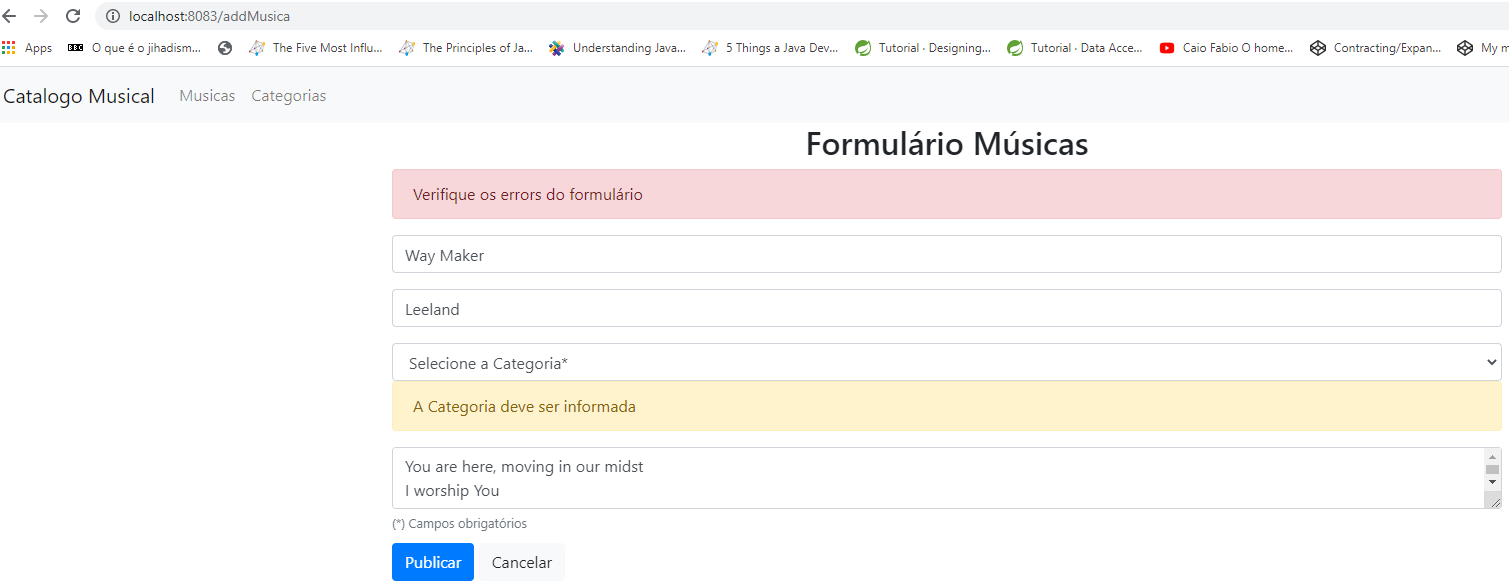 localhost:8083/addMusica
Apps BBC O que é o jihadism... The Five Most Influ... The Principles of Ja... Understanding Java... 5 Things a Java Dev... Tutorial · Designing... Tutorial · Data Acce... Caio Fabio O home... Contracting/Expan... My m
Catalogo Musical Musicas Categorias
Formulário Músicas
Verifique os errors do formulário
Way Maker
Leeland
Selecione a Categoria*
A Categoria deve ser informada
You are here, moving in our midst
I worship You
(*) Campos obrigatórios
Publicar Cancelar